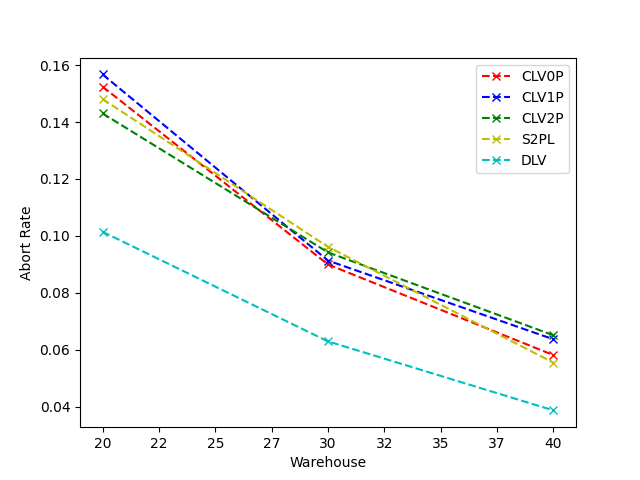 0.16
0.14
0.12
0.10
0.08
0.06
0.04
Abort Rate
CLV0P
CLV1P
CLV2P
S2PL
DLV
20 22 25 27 30 32 35 37 40
Warehouse